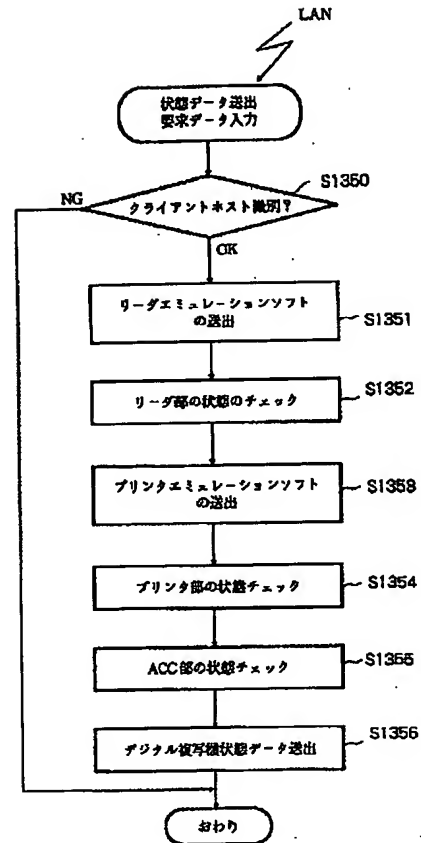 LAN
状態データ送出
要求データ入力
S1350
NG
クライアントホスト識別?
OK
リーダエミュレーションソフト
の送出
S1351
リーダ部の状態のチェック
S1352
プリンタエミュレーションソフト
の送出
S1358
プリンタ部の状態チェック
S1354
ACC部の状態チェック
S1355
デジタル複写機状態データ送出
S1356
おわり